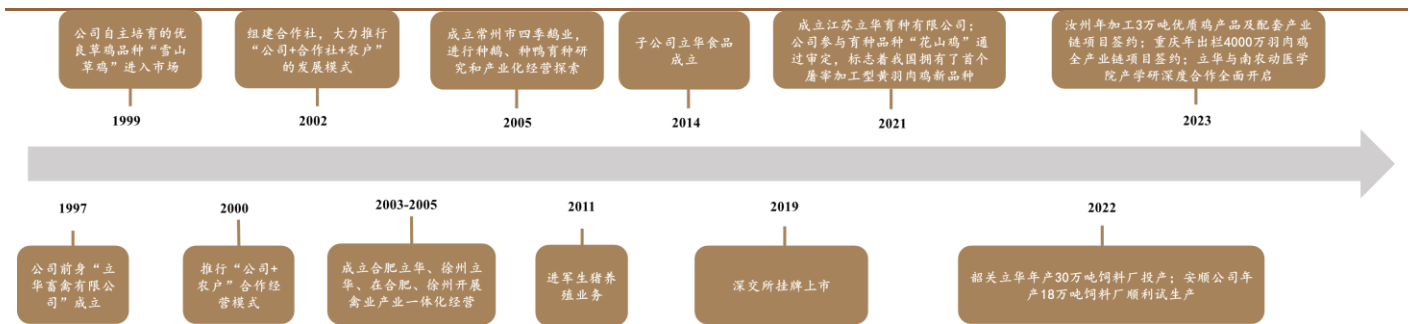 公司自主培育的优
良草鸡品种“雪山
草鸡”进入市场
1999
组建合作社，大力推行
“公司+合作社+农户”
的发展模式
2002
成立常州市四季鹅业，
进行种鹅、种鸭育种研
究和产业化经营探索
2005
子公司立华食品
成立
2014
成立江苏立华育种有限公司；
公司参与育种品种“花山鸡”通
过审定，标志着我国拥有了首个
屠宰加工型黄羽肉鸡新品种
2021
汝州年加工3万吨优质鸡产品及配套产业
链项目签约；重庆年出栏4000万羽肉鸡
全产业链项目签约；立华与南农动医学
院产学研深度合作全面开启
2023
1997
公司前身“立
华畜禽有限公
司”成立
2000
推行“公司+
农户”合作经
营模式
2003-2005
成立合肥立华、徐州立
华、在合肥、徐州开展
禽业产业一体化经营
2011
进军生猪养
殖业务
2019
深交所挂牌上市
2022
韶关立华年产30万吨饲料厂投产；安顺公司年
产18万吨饲料厂顺利试生产